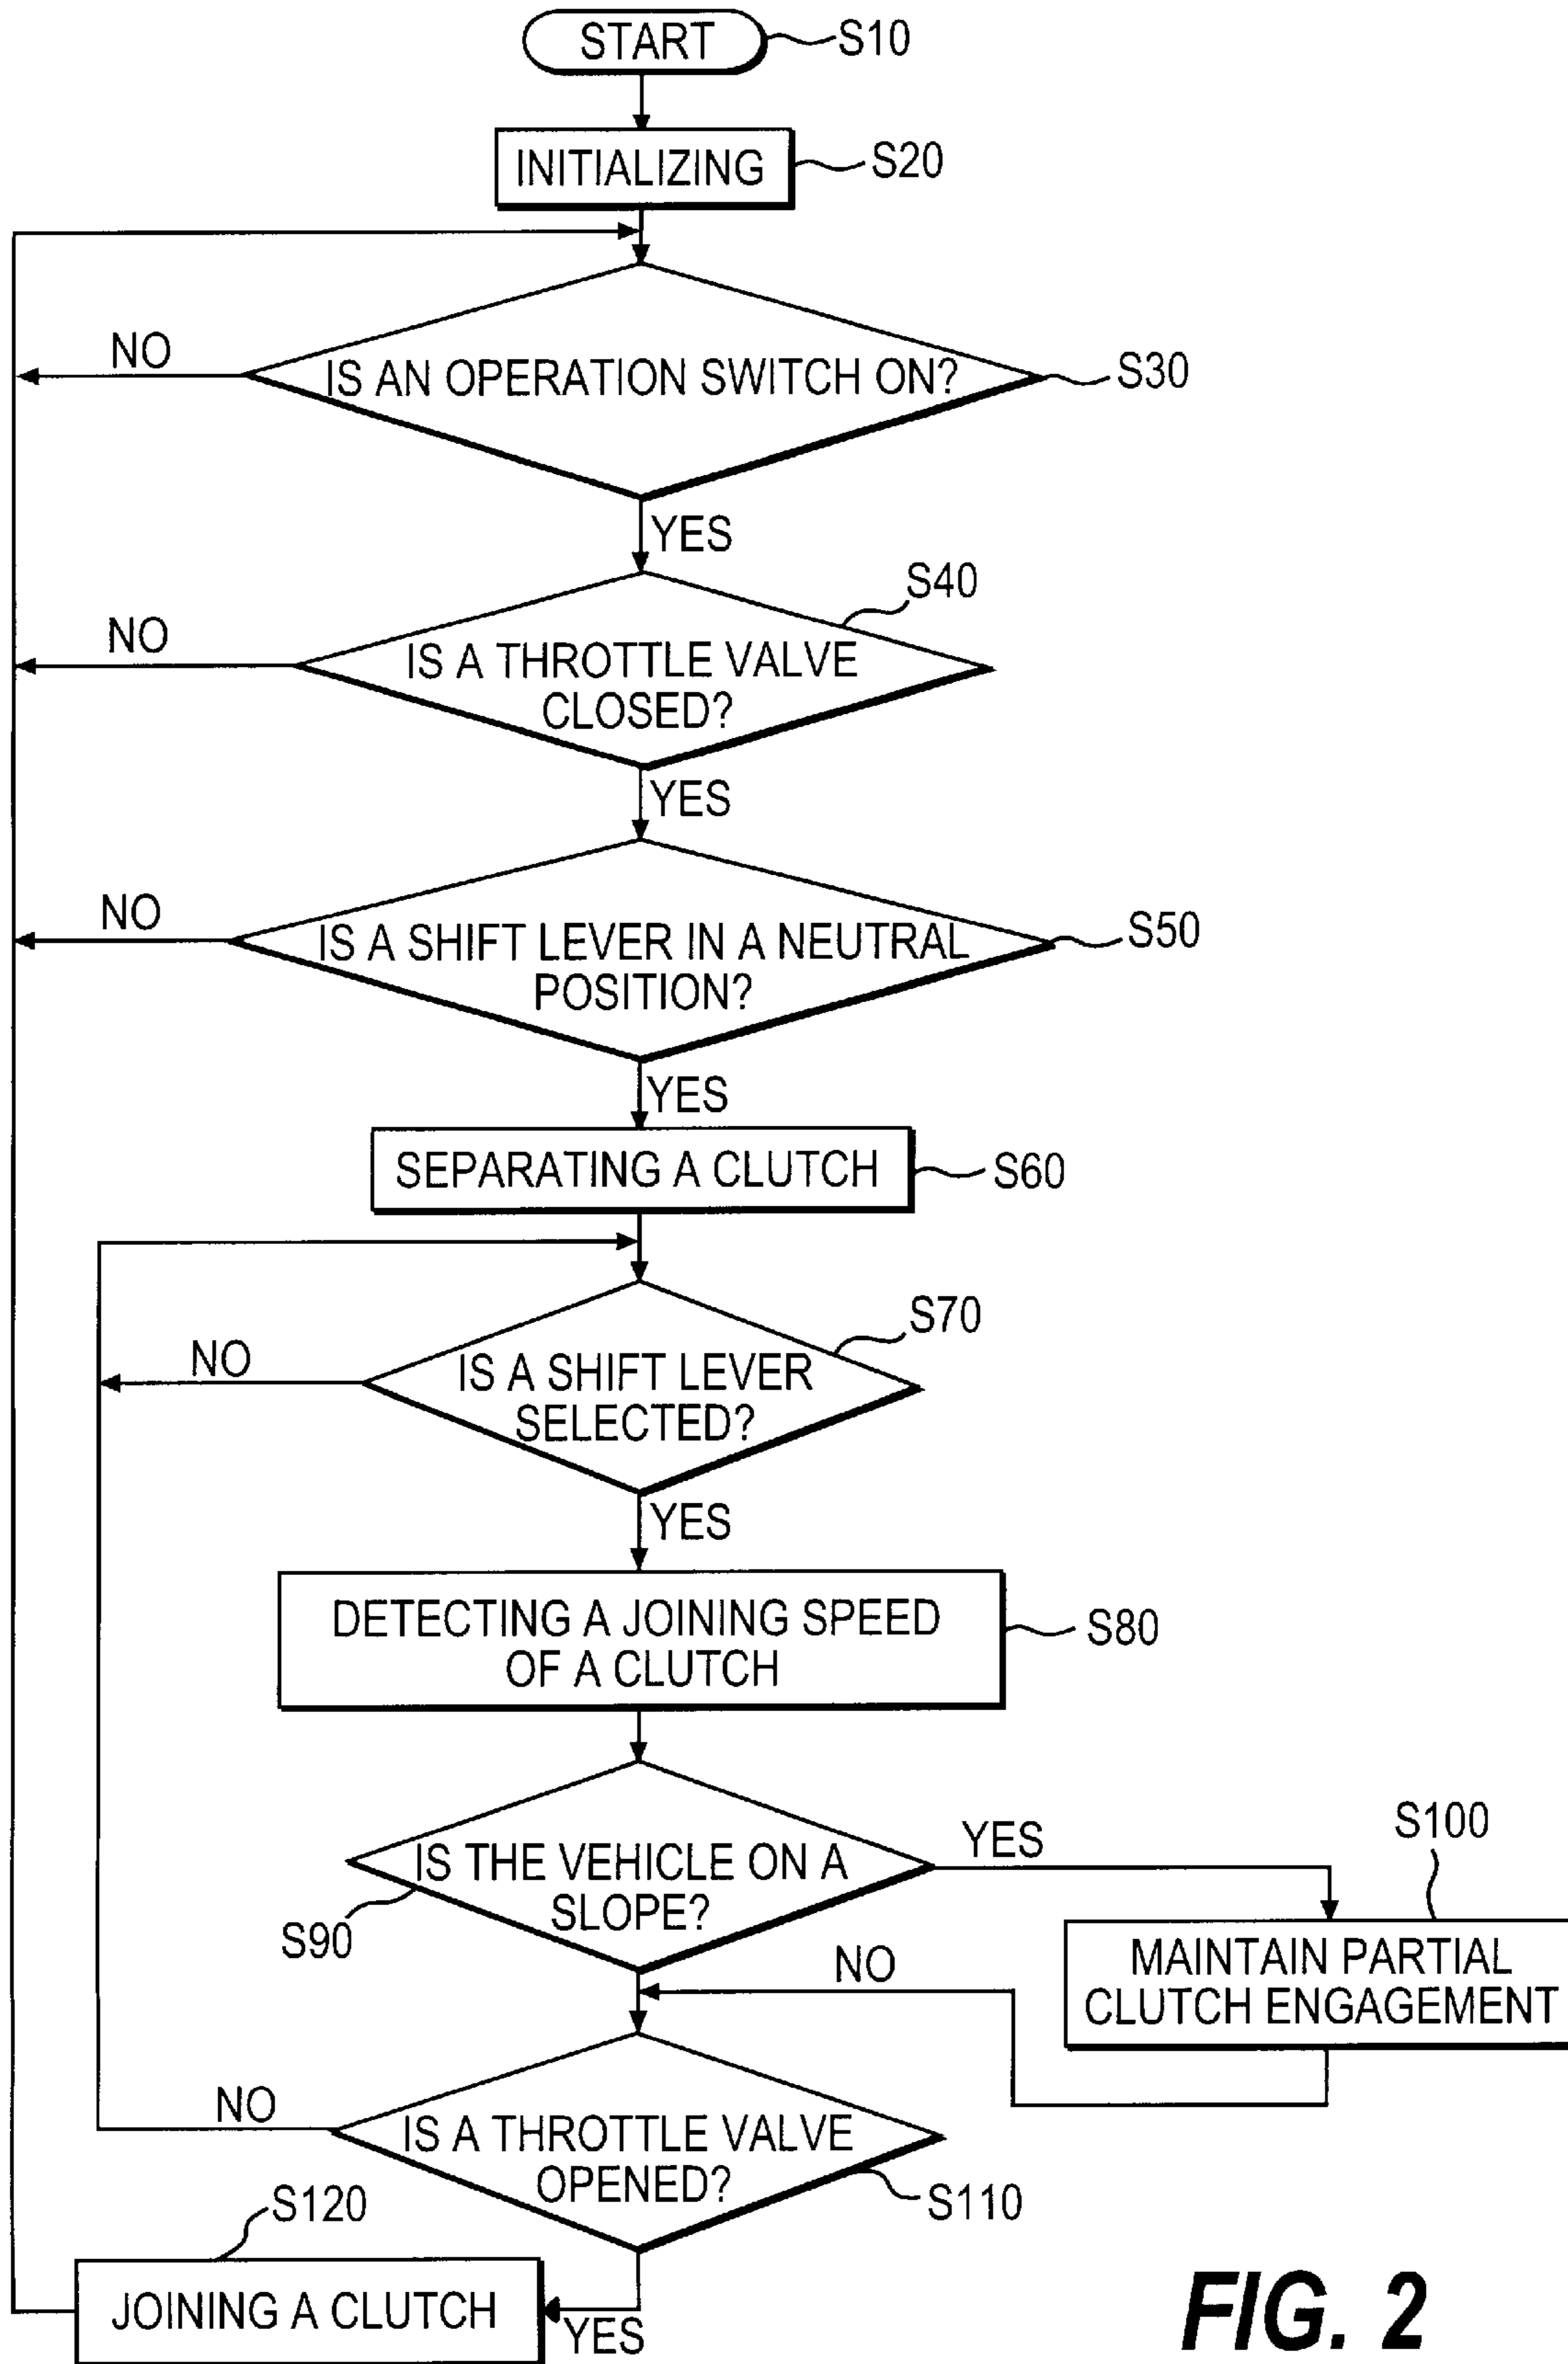 START
S10
INITIALIZING
S20
NO
IS AN OPERATION SWITCH ON?
S30
YES
S40
NO
IS A THROTTLE VALVE
CLOSED?
YES
NO
IS A SHIFT LEVER IN A NEUTRAL
POSITION?
S50
YES
SEPARATING A CLUTCH
S60
S70
NO
IS A SHIFT LEVER
SELECTED?
YES
DETECTING A JOINING SPEED
OF A CLUTCH
S80
IS THE VEHICLE ON A
SLOPE?
YES
S90
S100
MAINTAIN PARTIAL
CLUTCH ENGAGEMENT
NO
NO
IS A THROTTLE VALVE
OPENED?
S110
S120
JOINING A CLUTCH
YES
FIG. 2